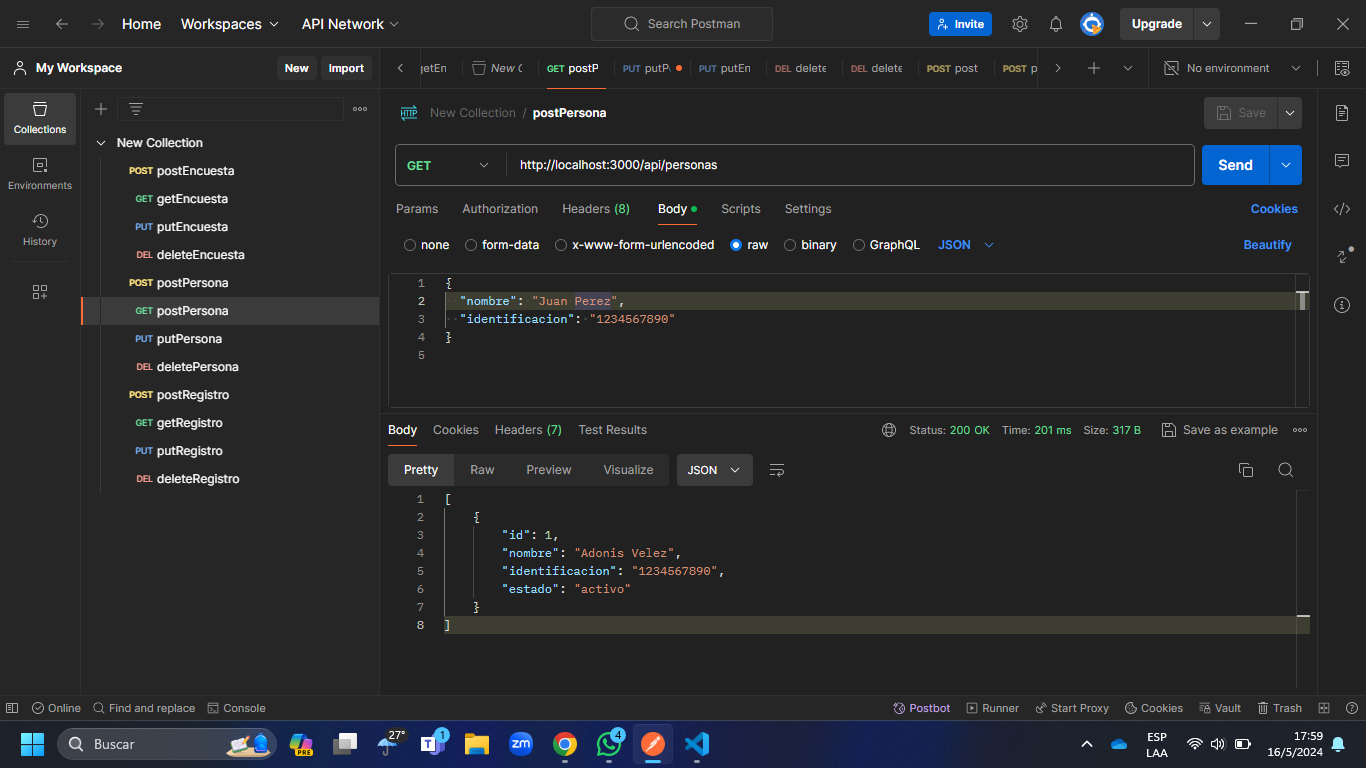 Home Workspaces API Network Search Postman Invite Upgrade
My Workspace New Import getEn New C GET postP PUT putP PUT putEn DEL delete DEL delete POST post POST p No environment
Collections
Environments
History
New Collection
POST postEncuesta
GET getEncuesta
PUT putEncuesta
DEL deleteEncuesta
POST postPersona
GET postPersona
PUT putPersona
DEL deletePersona
POST postRegistro
GET getRegistro
PUT putRegistro
DEL deleteRegistro
HTTP New Collection / postPersona Save
GET http://localhost:3000/api/personas Send
Params Authorization Headers (8) Body Scripts Settings Cookies
none form-data x-www-form-urlencoded raw binary GraphQL JSON Beautify
1 {
2 "nombre": "Juan Perez",
3 "identificacion": "1234567890"
4 }
5
Body Cookies Headers (7) Test Results Status: 200 OK Time: 201 ms Size: 317 B Save as example
Pretty Raw Preview Visualize JSON
1 [
2 {
3 "id": 1,
4 "nombre": "Adonis Velez",
5 "identificacion": "1234567890",
6 "estado": "activo"
7 }
8 ]
Online Find and replace Console Postbot Runner Start Proxy Cookies Vault Trash
Buscar PRE 27° 1 zm 4 ESP 17:59
LAA 16/5/2024